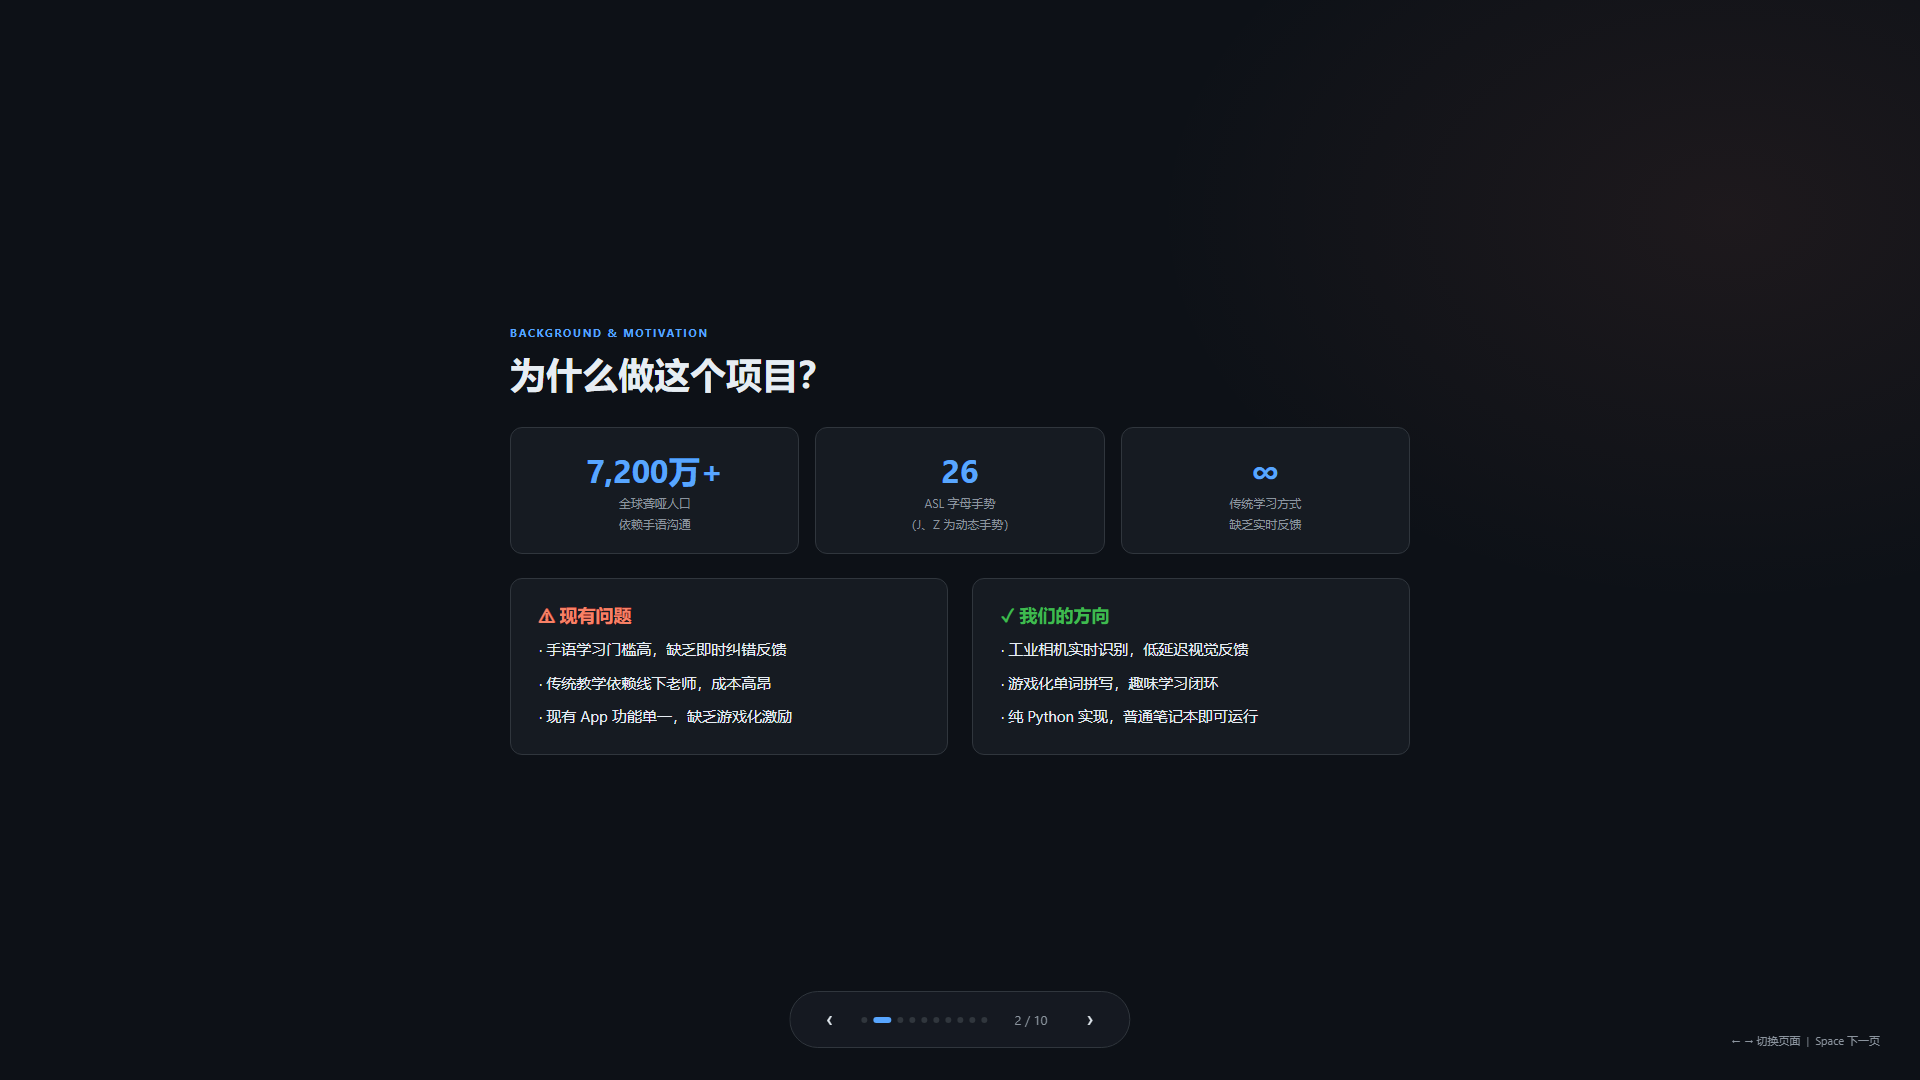 BACKGROUND & MOTIVATION
为什么做这个项目？
7,200万+
全球聋哑人口
依赖手语沟通
26
ASL 字母手势
(J、Z 为动态手势)
∞
传统学习方式
缺乏实时反馈
⚠ 现有问题
· 手语学习门槛高，缺乏即时纠错反馈
· 传统教学依赖线下老师，成本高昂
· 现有 App 功能单一，缺乏游戏化激励
✓ 我们的方向
· 工业相机实时识别，低延迟视觉反馈
· 游戏化单词拼写，趣味学习闭环
· 纯 Python 实现，普通笔记本即可运行
‹ 2 / 10 ›
← → 切换页面 | Space 下一页